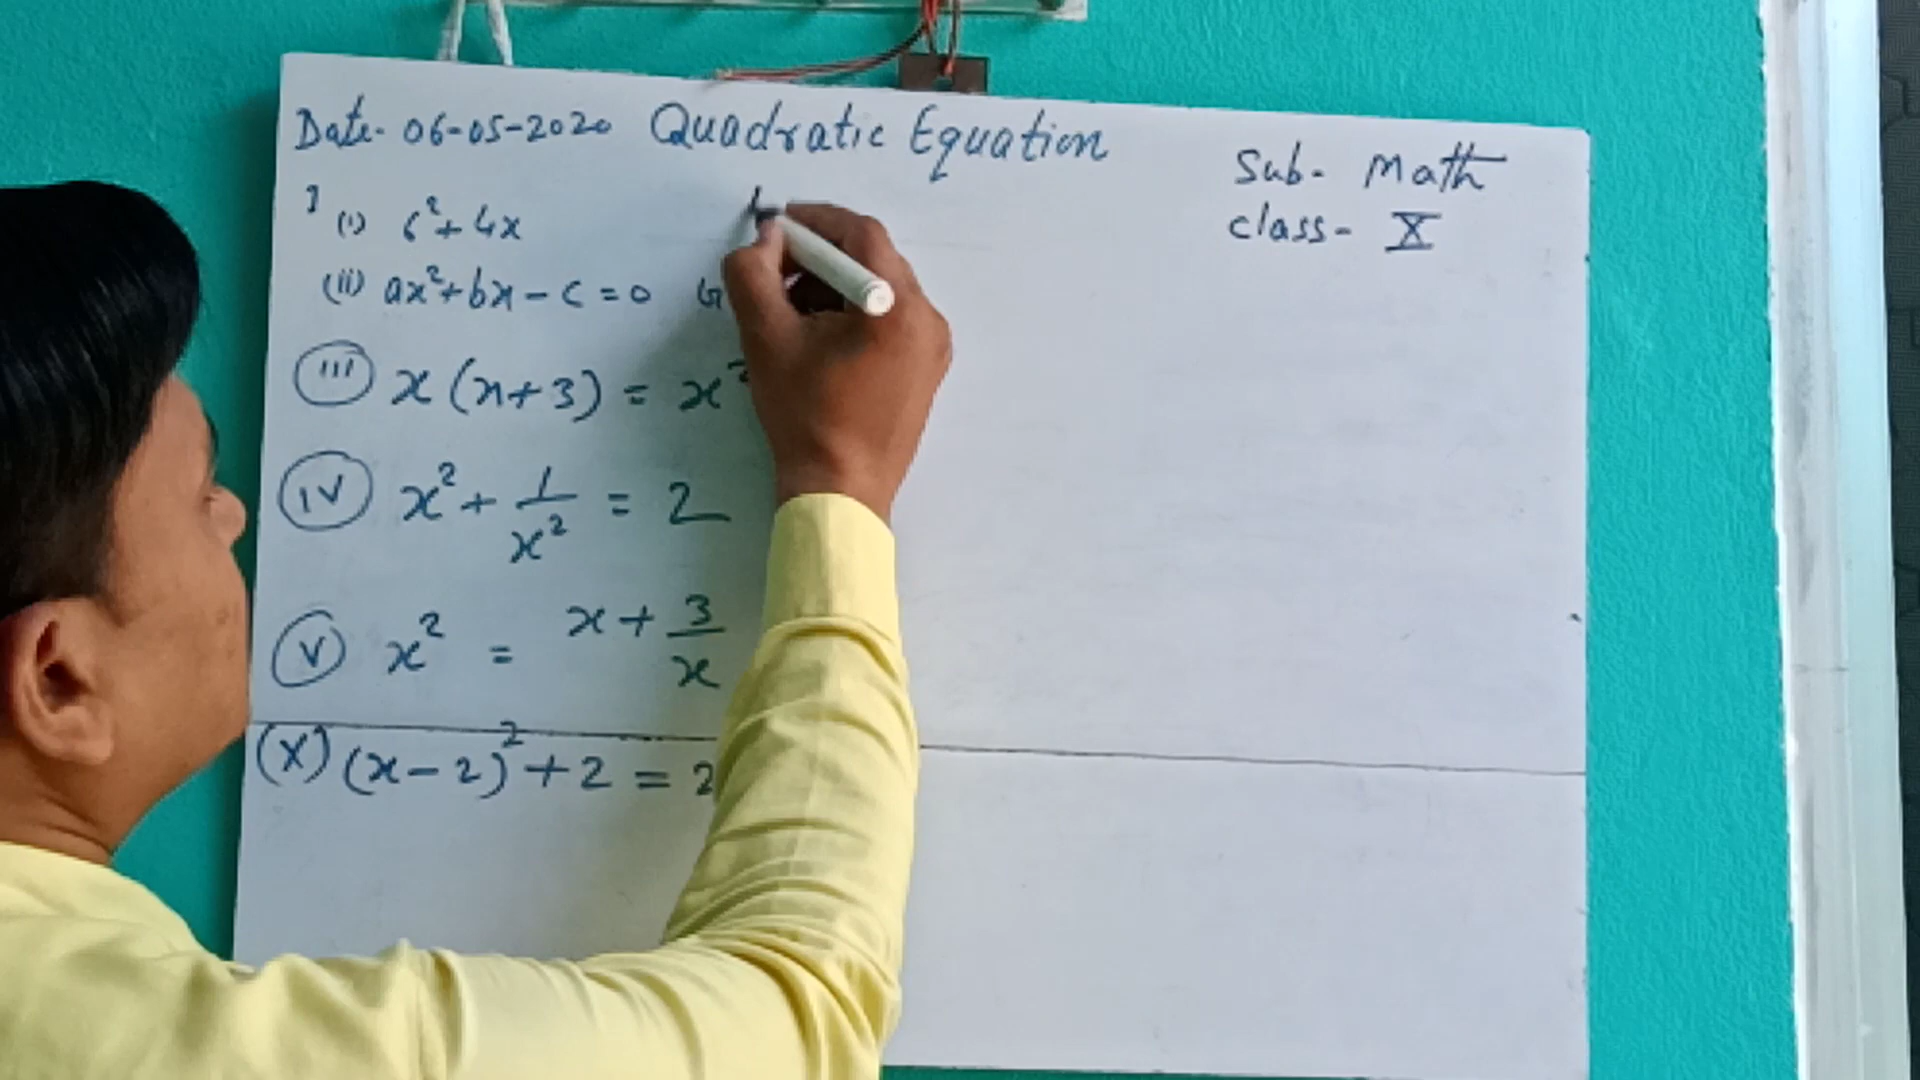 Date- 06-05-2020 Quadratic Equation
Sub- Math
Class- X
(i) 6²+4x
(ii) ax²+bx-c=0
(iii) x(x+3) = x²
(iv) x² + 1/x² = 2
(v) x² = x + 3/x
(x) (x-2)²+2 = 2